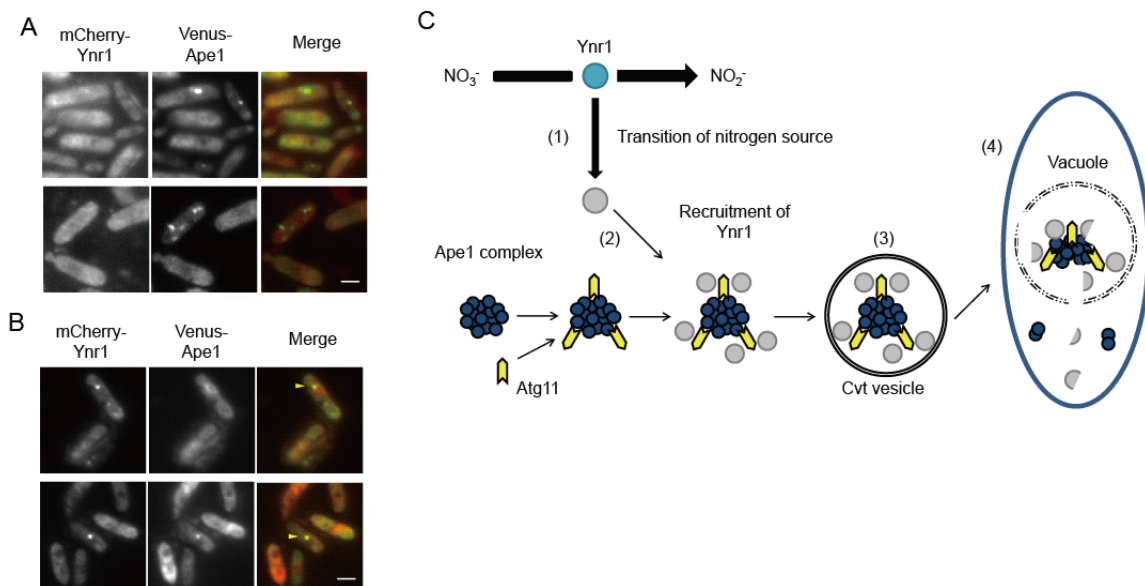 A
mCherry-
Ynr1
Venus-
Ape1
Merge
B
mCherry-
Ynr1
Venus-
Ape1
Merge
C
Ynr1
NO3-
NO2-
(1)
Transition of nitrogen source
(2)
Recruitment of
Ynr1
Ape1 complex
Atg11
(3)
Cvt vesicle
(4)
Vacuole